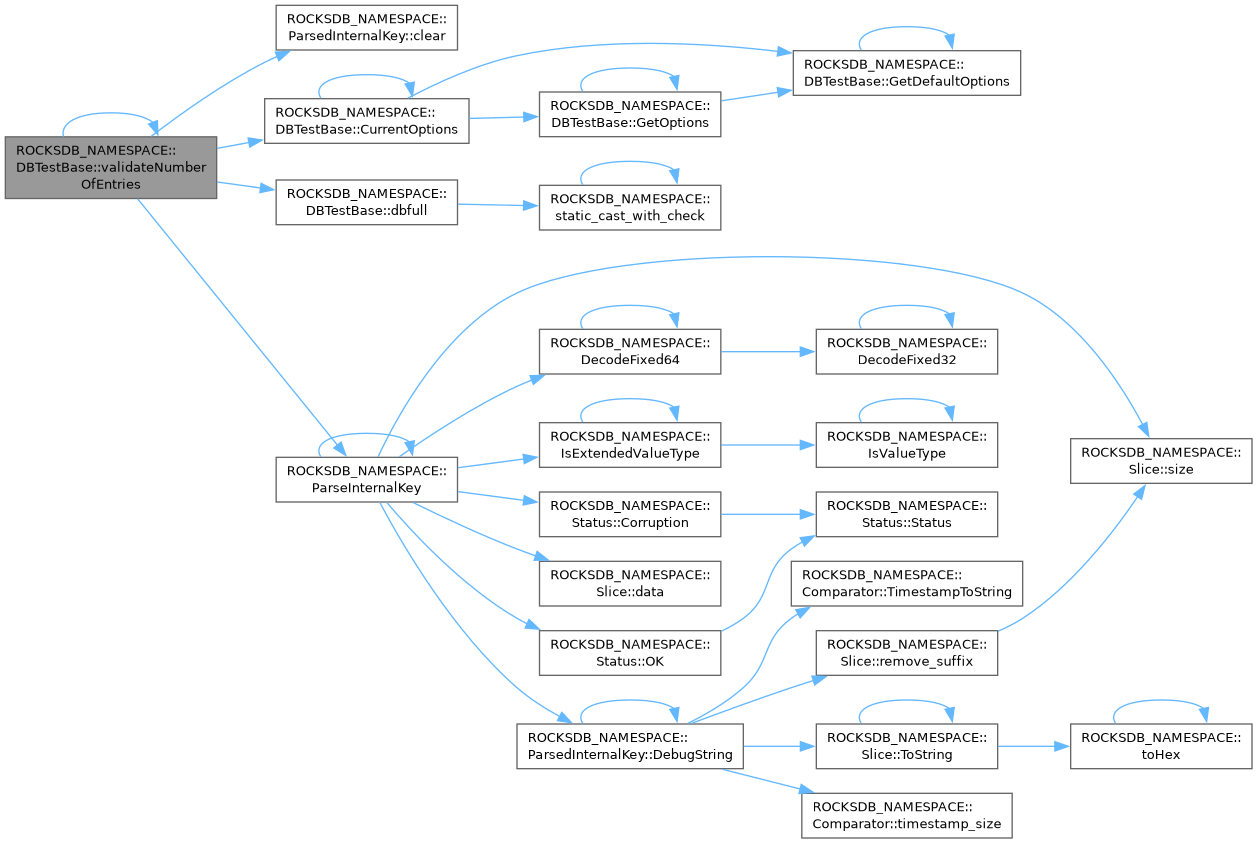 ROCKSDB_NAMESPACE::
DBTestBase::validateNumber
OfEntries
ROCKSDB_NAMESPACE::
ParsedInternalKey::clear
ROCKSDB_NAMESPACE::
DBTestBase::CurrentOptions
ROCKSDB_NAMESPACE::
DBTestBase::GetOptions
ROCKSDB_NAMESPACE::
DBTestBase::GetDefaultOptions
ROCKSDB_NAMESPACE::
DBTestBase::dbfull
ROCKSDB_NAMESPACE::
static_cast_with_check
ROCKSDB_NAMESPACE::
ParseInternalKey
ROCKSDB_NAMESPACE::
DecodeFixed64
ROCKSDB_NAMESPACE::
DecodeFixed32
ROCKSDB_NAMESPACE::
IsExtendedValueType
ROCKSDB_NAMESPACE::
IsValueType
ROCKSDB_NAMESPACE::
Slice::size
ROCKSDB_NAMESPACE::
Status::Corruption
ROCKSDB_NAMESPACE::
Status::Status
ROCKSDB_NAMESPACE::
Slice::data
ROCKSDB_NAMESPACE::
Comparator::TimestampToString
ROCKSDB_NAMESPACE::
Status::OK
ROCKSDB_NAMESPACE::
Slice::remove_suffix
ROCKSDB_NAMESPACE::
ParsedInternalKey::DebugString
ROCKSDB_NAMESPACE::
Slice::ToString
ROCKSDB_NAMESPACE::
toHex
ROCKSDB_NAMESPACE::
Comparator::timestamp_size